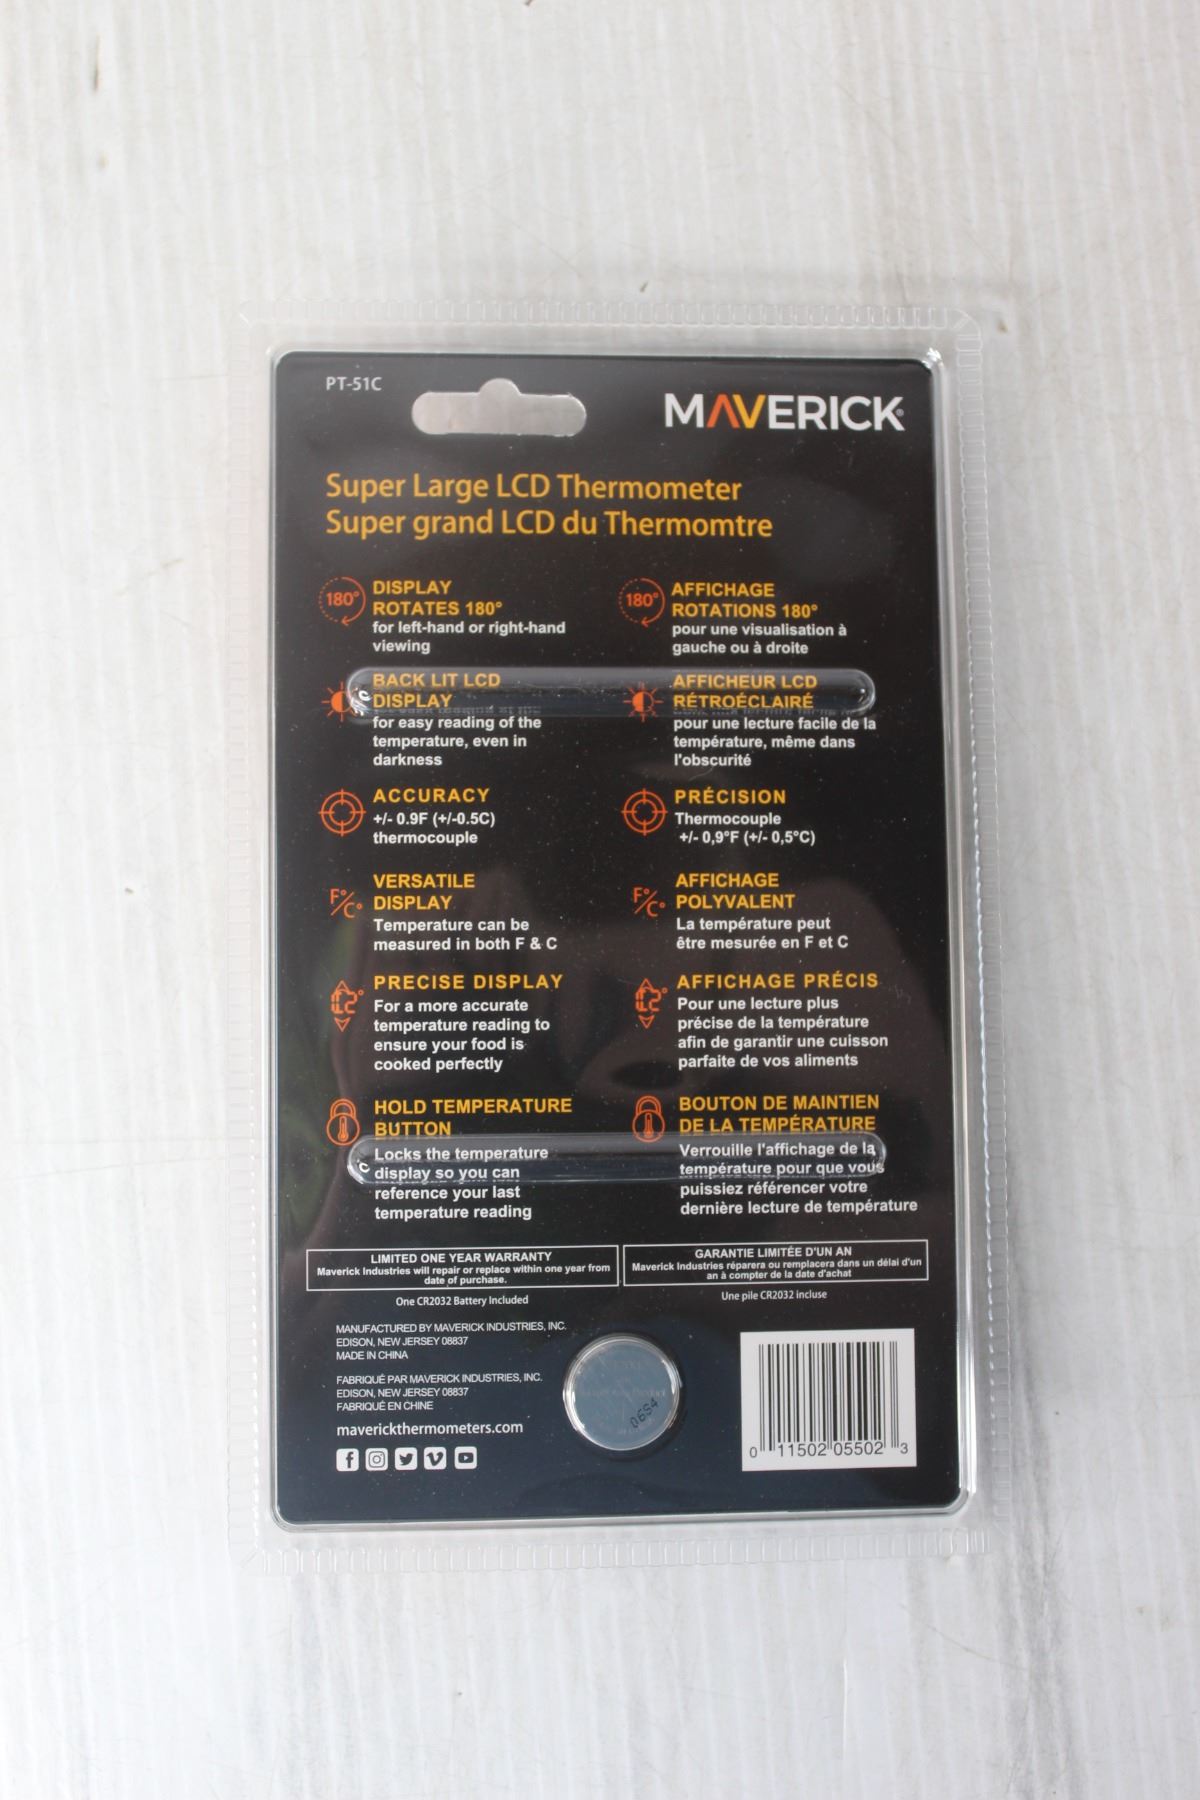 PT-51C
MAVERICK®
Super Large LCD Thermometer
Super grand LCD du Thermomtre
180°
DISPLAY
ROTATES 180°
for left-hand or right-hand
viewing
BACK LIT LCD
DISPLAY
for easy reading of the
temperature, even in
darkness
ACCURACY
+/- 0.9F (+/-0.5C)
thermocouple
F°/C°
VERSATILE
DISPLAY
Temperature can be
measured in both F & C
PRECISE DISPLAY
For a more accurate
temperature reading to
ensure your food is
cooked perfectly
HOLD TEMPERATURE
BUTTON
Locks the temperature
display so you can
reference your last
temperature reading
180°
AFFICHAGE
ROTATIONS 180°
pour une visualisation à
gauche ou à droite
AFFICHEUR LCD
RÉTROÉCLAIRÉ
pour une lecture facile de la
température, même dans
l'obscurité
PRÉCISION
Thermocouple
+/- 0,9°F (+/- 0,5°C)
F°/C°
AFFICHAGE
POLYVALENT
La température peut
être mesurée en F et C
AFFICHAGE PRÉCIS
Pour une lecture plus
précise de la température
afin de garantir une cuisson
parfaite de vos aliments
BOUTON DE MAINTIEN
DE LA TEMPÉRATURE
Verrouille l'affichage de la
température pour que vous
puissiez référencer votre
dernière lecture de température
LIMITED ONE YEAR WARRANTY
Maverick Industries will repair or replace within one year from
date of purchase.
One CR2032 Battery Included
GARANTIE LIMITÉE D'UN AN
Maverick Industries réparera ou remplacera dans un délai d'un
an à compter de la date d'achat
Une pile CR2032 incluse
MANUFACTURED BY MAVERICK INDUSTRIES, INC.
EDISON, NEW JERSEY 08837
MADE IN CHINA
FABRIQUÉ PAR MAVERICK INDUSTRIES, INC.
EDISON, NEW JERSEY 08837
FABRIQUÉ EN CHINE
maverickthermometers.com
0654
0 11502 05502 3